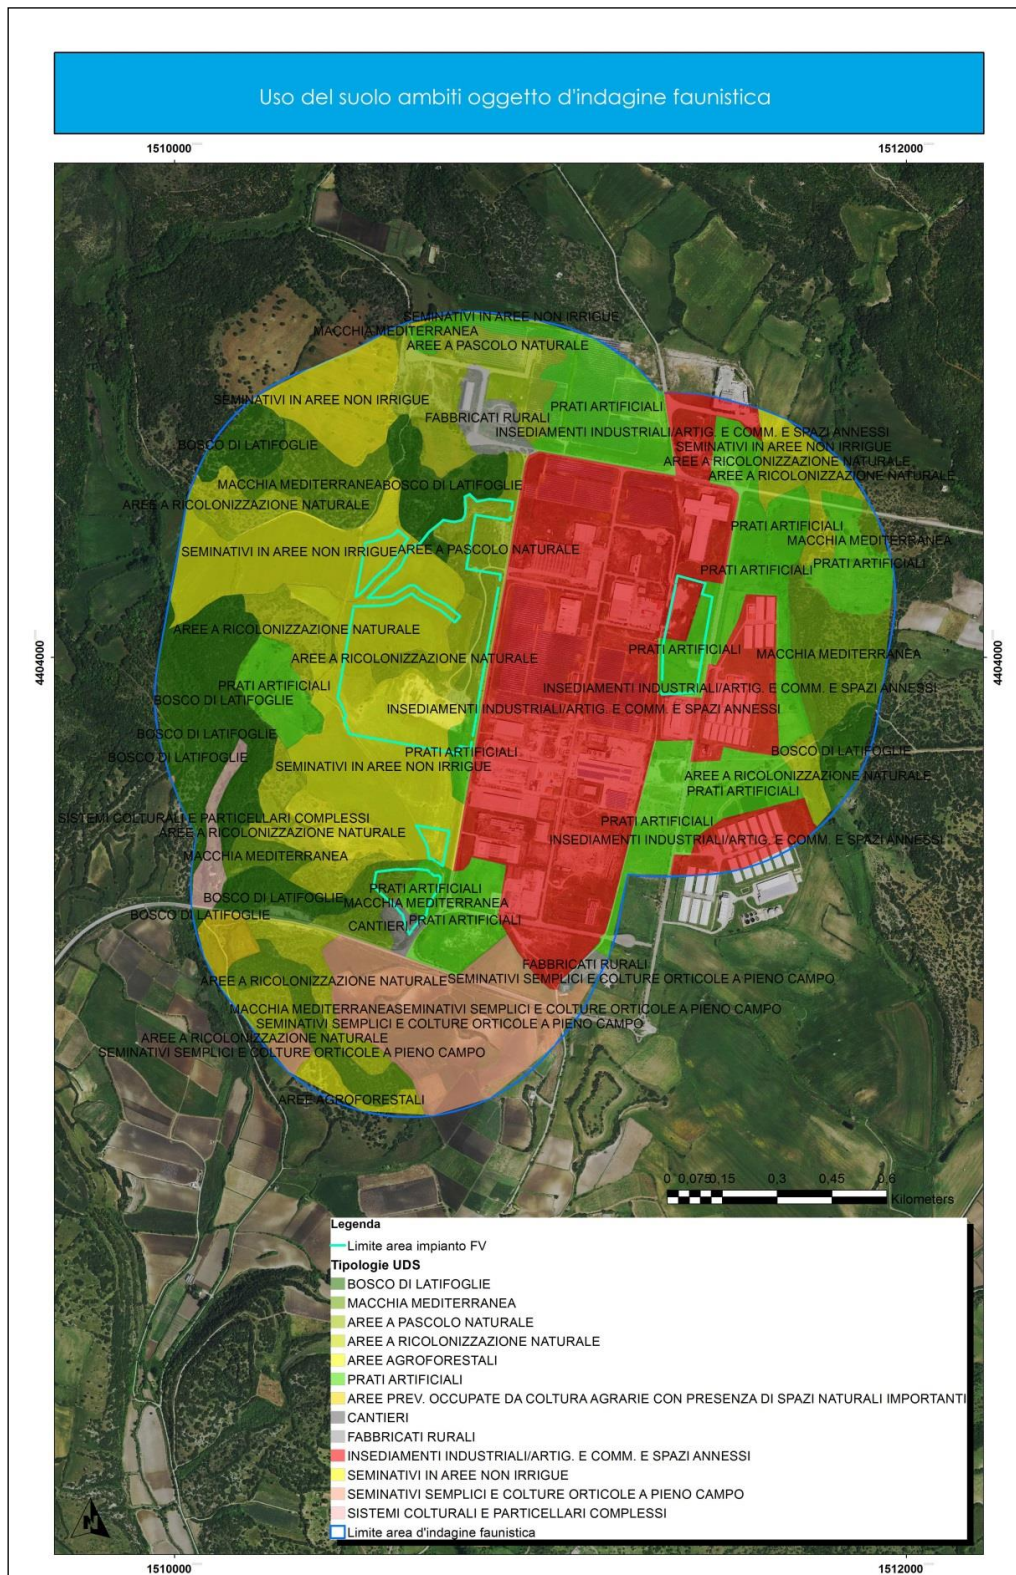 Uso del suolo ambiti oggetto d'indagine faunistica
1510000
1512000
SEMINATIVI IN AREE NON IRRIGUE
MACCHIA MEDITERRANEA
AREE A PASCOLO NATURALE
SEMINATIVI IN AREE NON IRRIGUE
PRATI ARTIFICIALI
FABBRICATI RURALI
INSEDIAMENTI INDUSTRIALI/ARTIG. E COMM. E SPAZI ANNESSI
BOSCO DI LATIFOGLIE
SEMINATIVI IN AREE NON IRRIGUE
AREE A RICOLONIZZAZIONE NATURALE
AREE A RICOLONIZZAZIONE NATURALE
MACCHIA MEDITERRANEA
BOSCO DI LATIFOGLIE
AREE A RICOLONIZZAZIONE NATURALE
PRATI ARTIFICIALI
MACCHIA MEDITERRANEA
SEMINATIVI IN AREE NON IRRIGUE
AREE A PASCOLO NATURALE
PRATI ARTIFICIALI
PRATI ARTIFICIALI
AREE A RICOLONIZZAZIONE NATURALE
4404000
4404000
PRATI ARTIFICIALI
MACCHIA MEDITERRANEA
AREE A RICOLONIZZAZIONE NATURALE
PRATI ARTIFICIALI
INSEDIAMENTI INDUSTRIALI/ARTIG. E COMM. E SPAZI ANNESSI
BOSCO DI LATIFOGLIE
INSEDIAMENTI INDUSTRIALI/ARTIG. E COMM. E SPAZI ANNESSI
BOSCO DI LATIFOGLIE
PRATI ARTIFICIALI
BOSCO DI LATIFOGLIE
BOSCO DI LATIFOGLIE
SEMINATIVI IN AREE NON IRRIGUE
AREE A RICOLONIZZAZIONE NATURALE
PRATI ARTIFICIALI
SISTEMI COLTURALI E PARTICELLARI COMPLESSI
PRATI ARTIFICIALI
AREE A RICOLONIZZAZIONE NATURALE
INSEDIAMENTI INDUSTRIALI/ARTIG. E COMM. E SPAZI ANNESSI
MACCHIA MEDITERRANEA
PRATI ARTIFICIALI
BOSCO DI LATIFOGLIE
MACCHIA MEDITERRANEA
BOSCO DI LATIFOGLIE
CANTIERI
PRATI ARTIFICIALI
FABBRICATI RURALI
AREE A RICOLONIZZAZIONE NATURALE
SEMINATIVI SEMPLICI E COLTURE ORTICOLE A PIENO CAMPO
MACCHIA MEDITERRANEA
SEMINATIVI SEMPLICI E COLTURE ORTICOLE A PIENO CAMPO
SEMINATIVI SEMPLICI E COLTURE ORTICOLE A PIENO CAMPO
AREE A RICOLONIZZAZIONE NATURALE
SEMINATIVI SEMPLICI E COLTURE ORTICOLE A PIENO CAMPO
AREE AGROFORESTALI
0 0,075 0,15 0,3 0,45 0,6
Kilometers
Legenda
Limite area impianto FV
Tipologie UDS
BOSCO DI LATIFOGLIE
MACCHIA MEDITERRANEA
AREE A PASCOLO NATURALE
AREE A RICOLONIZZAZIONE NATURALE
AREE AGROFORESTALI
PRATI ARTIFICIALI
AREE PREV. OCCUPATE DA COLTURA AGRARIE CON PRESENZA DI SPAZI NATURALI IMPORTANTI
CANTIERI
FABBRICATI RURALI
INSEDIAMENTI INDUSTRIALI/ARTIG. E COMM. E SPAZI ANNESSI
SEMINATIVI IN AREE NON IRRIGUE
SEMINATIVI SEMPLICI E COLTURE ORTICOLE A PIENO CAMPO
SISTEMI COLTURALI E PARTICELLARI COMPLESSI
Limite area d'indagine faunistica
N
1510000
1512000